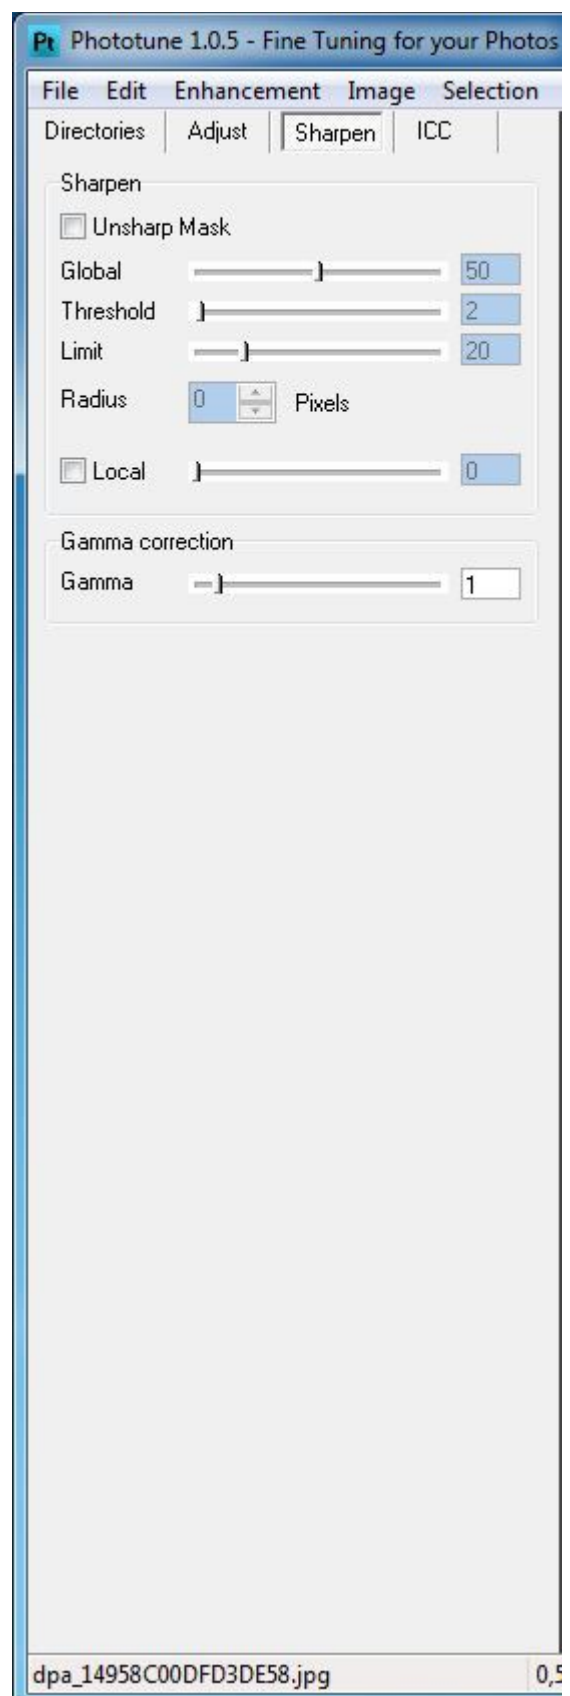 Pt Phototune 1.0.5 - Fine Tuning for your Photos
File Edit Enhancement Image Selection
Directories Adjust Sharpen ICC
Sharpen
Unsharp Mask
Global 50
Threshold 2
Limit 20
Radius 0 Pixels
Local 0
Gamma correction
Gamma 1
dpa_14958C00DFD3DE58.jpg 0,5